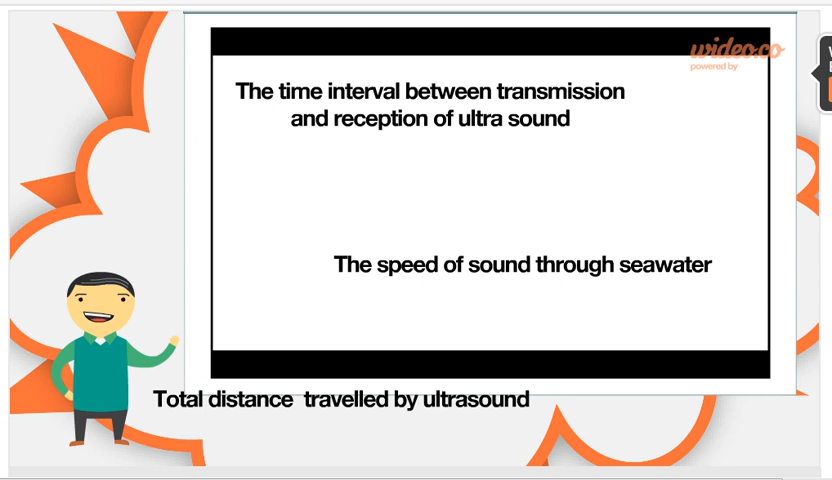 wideo.co
powered by
The time interval between transmission
and reception of ultra sound
The speed of sound through seawater
Total distance travelled by ultrasound